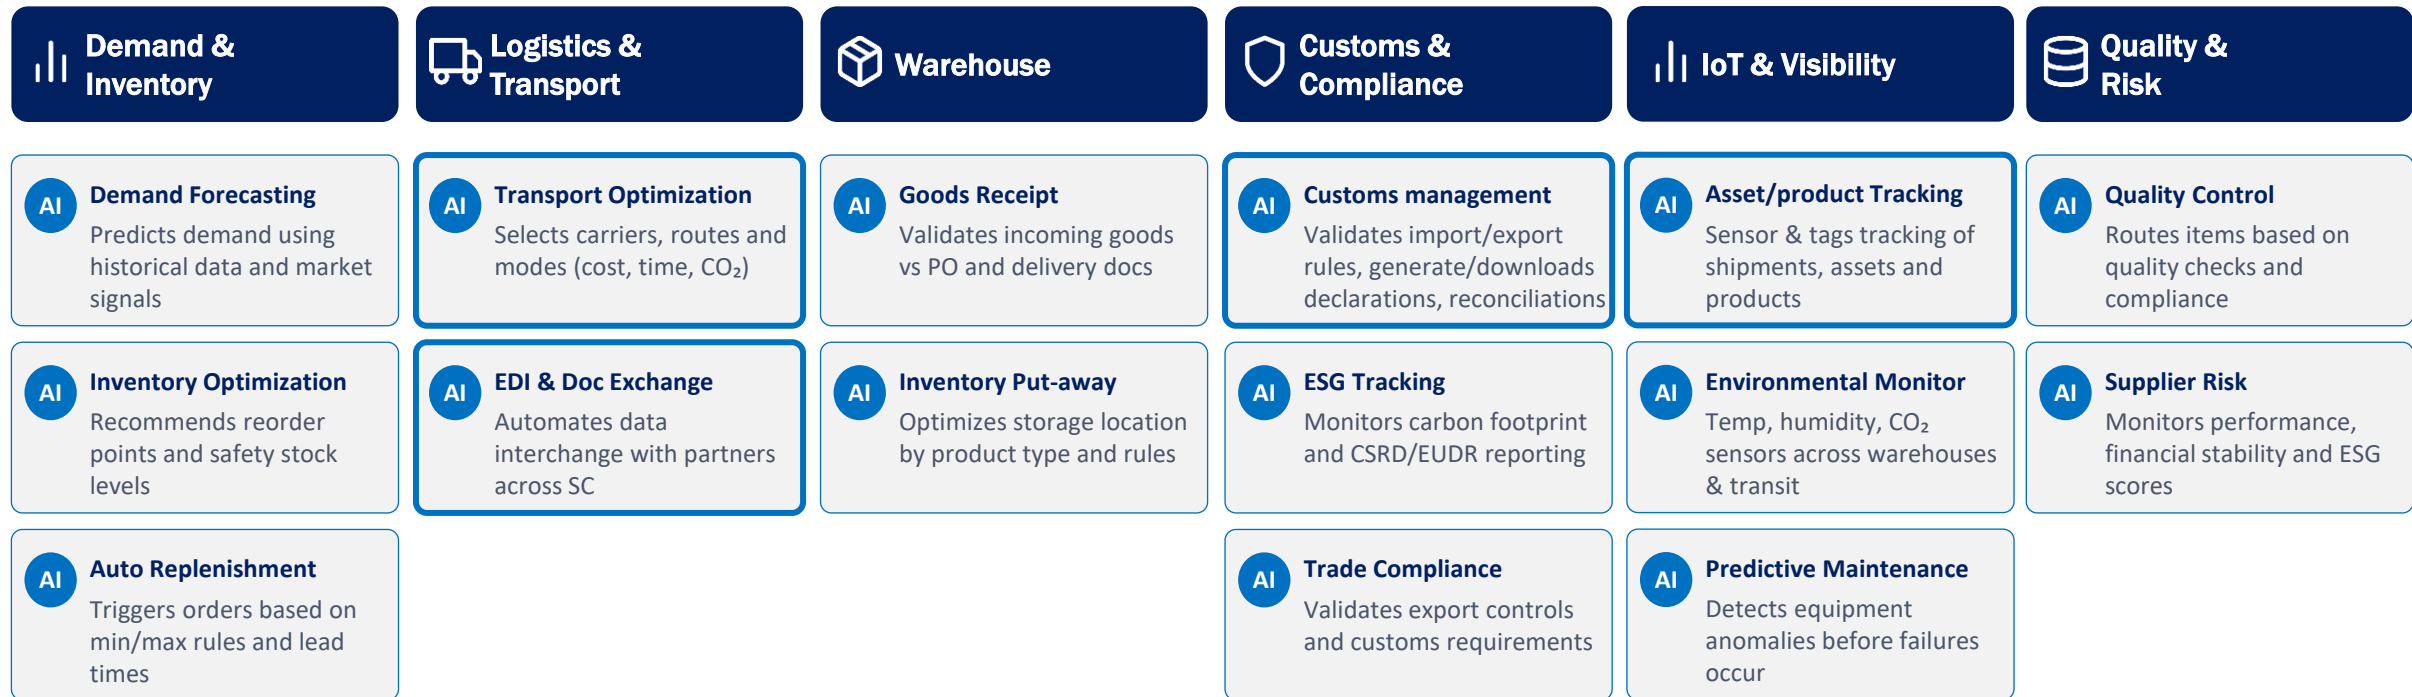 Demand &
Inventory
Logistics &
Transport
Warehouse
Customs &
Compliance
IoT & Visibility
Quality &
Risk
AI
Demand Forecasting
Predicts demand using
historical data and market
signals
AI
Transport Optimization
Selects carriers, routes and
modes (cost, time, CO₂)
AI
Goods Receipt
Validates incoming goods
vs PO and delivery docs
AI
Customs management
Validates import/export
rules, generate/downloads
declarations, reconciliations
AI
Asset/product Tracking
Sensor & tags tracking of
shipments, assets and
products
AI
Quality Control
Routes items based on
quality checks and
compliance
AI
Inventory Optimization
Recommends reorder
points and safety stock
levels
AI
EDI & Doc Exchange
Automates data
interchange with partners
across SC
AI
Inventory Put-away
Optimizes storage location
by product type and rules
AI
ESG Tracking
Monitors carbon footprint
and CSRD/EUDR reporting
AI
Environmental Monitor
Temp, humidity, CO₂
sensors across warehouses
& transit
AI
Supplier Risk
Monitors performance,
financial stability and ESG
scores
AI
Auto Replenishment
Triggers orders based on
min/max rules and lead
times
AI
Trade Compliance
Validates export controls
and customs requirements
AI
Predictive Maintenance
Detects equipment
anomalies before failures
occur